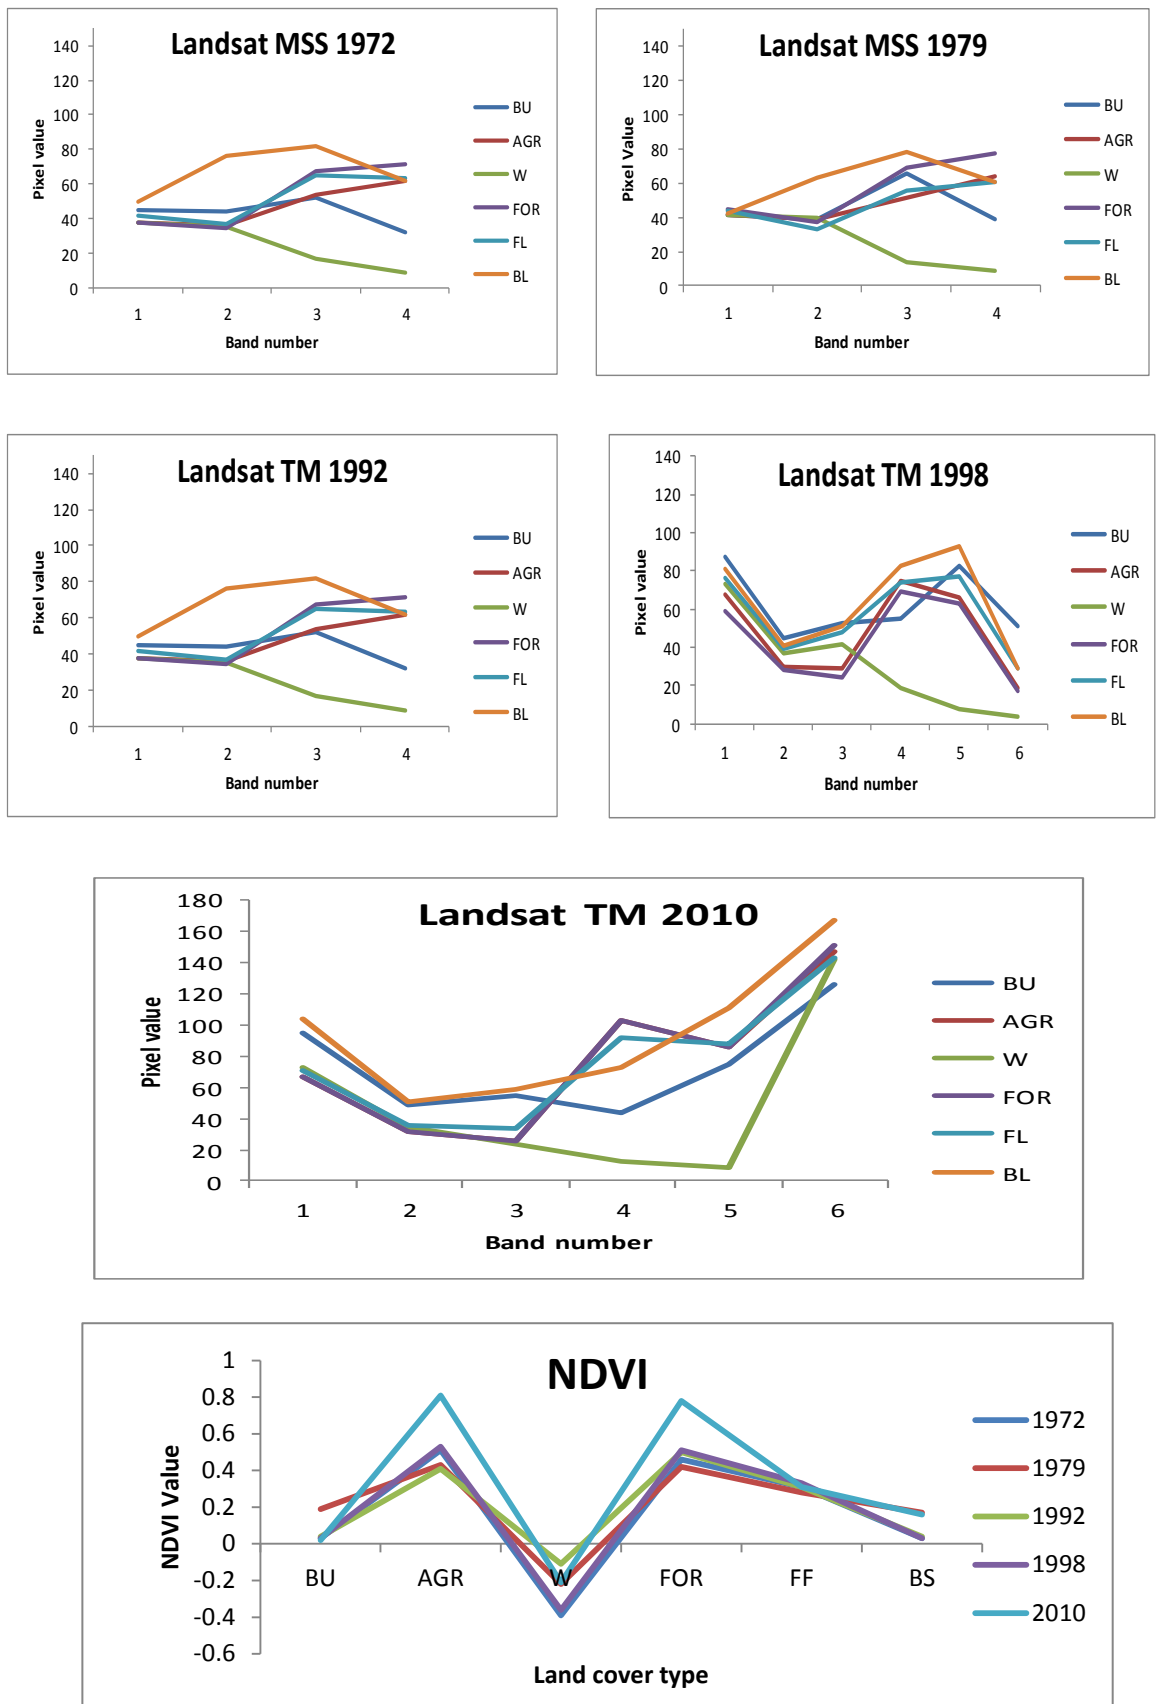 Landsat MSS 1972
140
120
100
80
60
40
20
0
Pixel value
1 2 3 4
Band number
BU
AGR
W
FOR
FL
BL
Landsat MSS 1979
140
120
100
80
60
40
20
0
Pixel Value
1 2 3 4
Band number
BU
AGR
W
FOR
FL
BL
Landsat TM 1992
140
120
100
80
60
40
20
0
Pixel value
1 2 3 4
Band number
BU
AGR
W
FOR
FL
BL
Landsat TM 1998
140
120
100
80
60
40
20
0
Pixel value
1 2 3 4 5 6
Band number
BU
AGR
W
FOR
FL
BL
Landsat TM 2010
180
160
140
120
100
80
60
40
20
0
Pixel value
1 2 3 4 5 6
Band number
BU
AGR
W
FOR
FL
BL
NDVI
1
0.8
0.6
0.4
0.2
0
-0.2
-0.4
-0.6
NDVI Value
BU AGR W FOR FF BS
Land cover type
1972
1979
1992
1998
2010